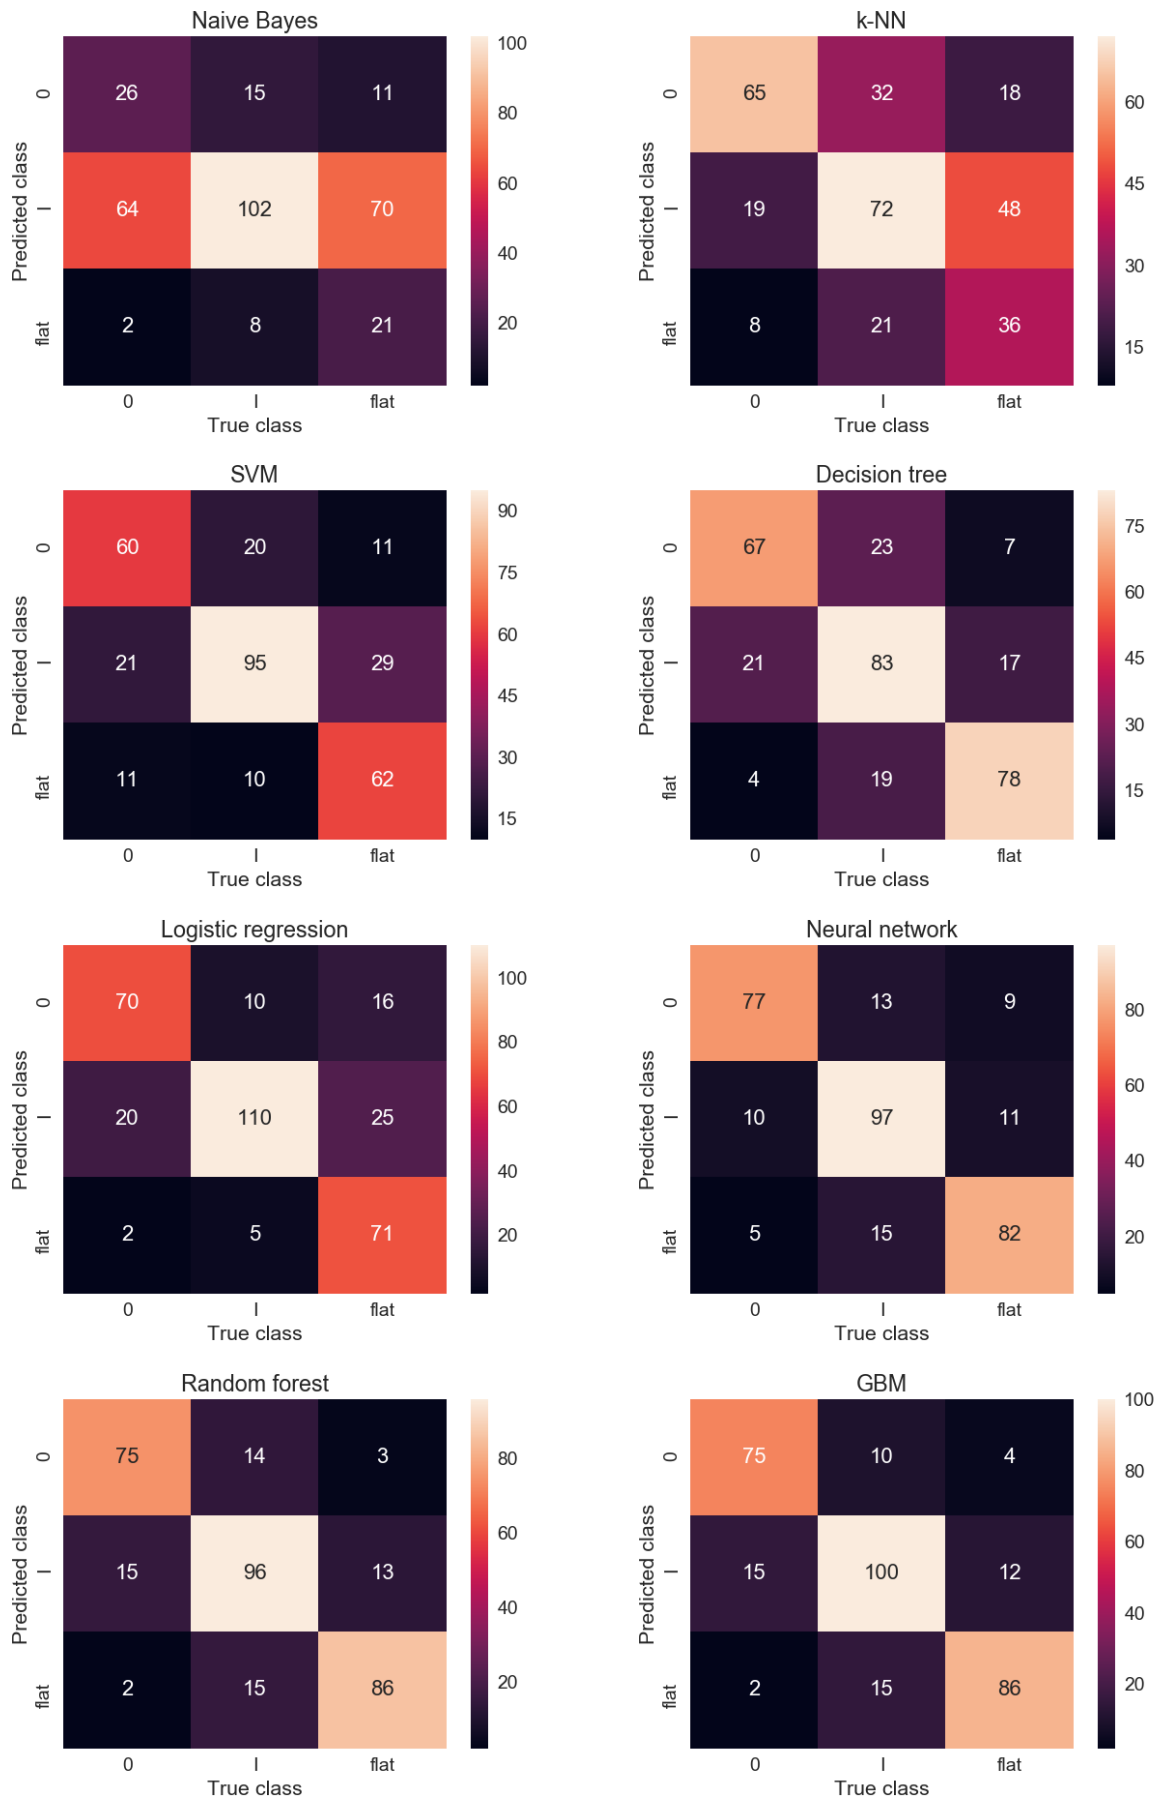 Naive Bayes
Predicted class
0
26 15 11
I
64 102 70
flat
2 8 21
0 I flat
True class
100
80
60
40
20
k-NN
Predicted class
0
65 32 18
I
19 72 48
flat
8 21 36
0 I flat
True class
60
45
30
15
SVM
Predicted class
0
60 20 11
I
21 95 29
flat
11 10 62
0 I flat
True class
90
75
60
45
30
15
Decision tree
Predicted class
0
67 23 7
I
21 83 17
flat
4 19 78
0 I flat
True class
75
60
45
30
15
Logistic regression
Predicted class
0
70 10 16
I
20 110 25
flat
2 5 71
0 I flat
True class
100
80
60
40
20
Neural network
Predicted class
0
77 13 9
I
10 97 11
flat
5 15 82
0 I flat
True class
80
60
40
20
Random forest
Predicted class
0
75 14 3
I
15 96 13
flat
2 15 86
0 I flat
True class
80
60
40
20
GBM
Predicted class
0
75 10 4
I
15 100 12
flat
2 15 86
0 I flat
True class
100
80
60
40
20